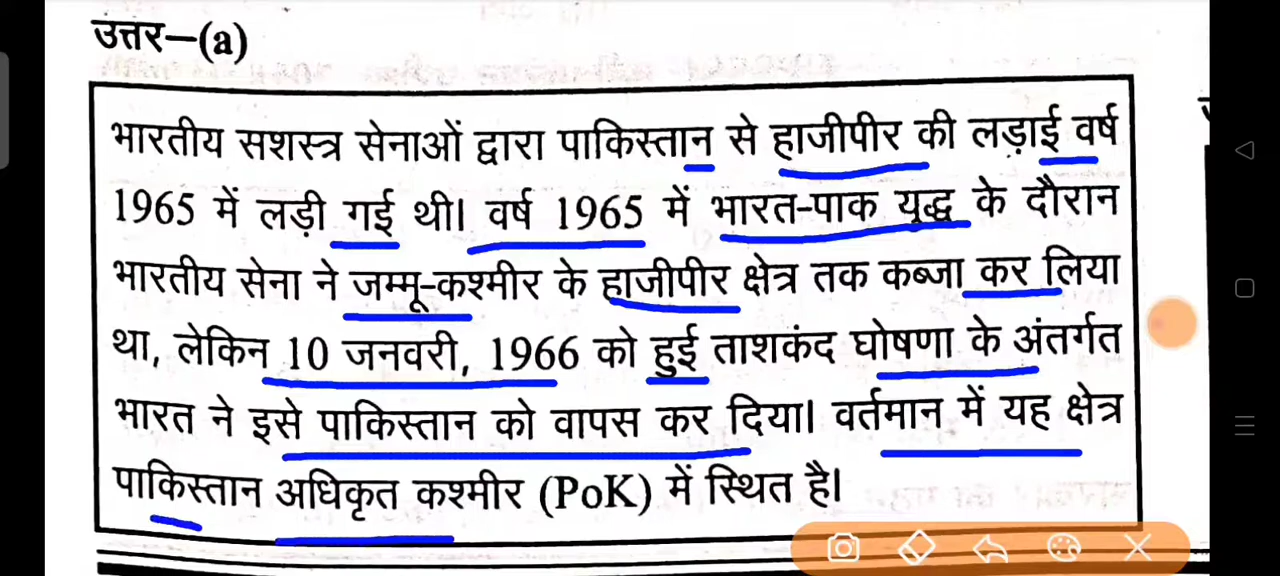 उत्तर–(a)
भारतीय सशस्त्र सेनाओं द्वारा पाकिस्तान से हाजीपीर की लड़ाई वर्ष
1965 में लड़ी गई थी। वर्ष 1965 में भारत-पाक युद्ध के दौरान
भारतीय सेना ने जम्मू-कश्मीर के हाजीपीर क्षेत्र तक कब्जा कर लिया
था, लेकिन 10 जनवरी, 1966 को हुई ताशकंद घोषणा के अंतर्गत
भारत ने इसे पाकिस्तान को वापस कर दिया। वर्तमान में यह क्षेत्र
पाकिस्तान अधिकृत कश्मीर (PoK) में स्थित है।